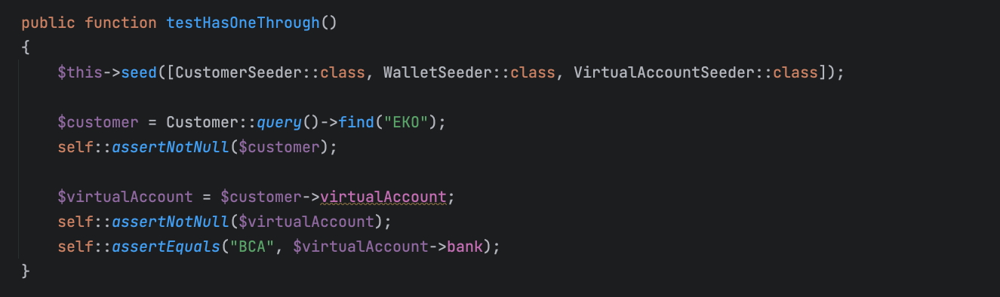 public function testHasOneThrough()
{
    $this->seed([CustomerSeeder::class, WalletSeeder::class, VirtualAccountSeeder::class]);

    $customer = Customer::query()->find("EKO");
    self::assertNotNull($customer);

    $virtualAccount = $customer->virtualAccount;
    self::assertNotNull($virtualAccount);
    self::assertEquals("BCA", $virtualAccount->bank);
}